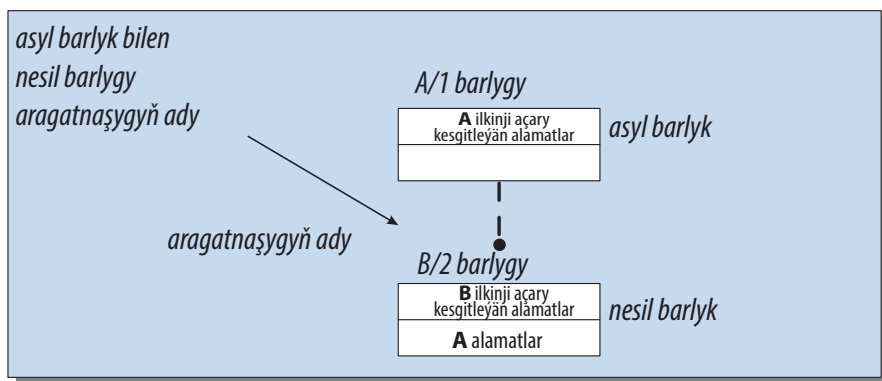 asyl barlyk bilen
nesil barlygy
aragatnaşygyň ady
A/1 barlygy
A ilkinji açary
kesgitleýän alamatlar
asyl barlyk
aragatnaşygyň ady
B/2 barlygy
B ilkinji açary
kesgitleýän alamatlar
nesil barlyk
A alamatlar